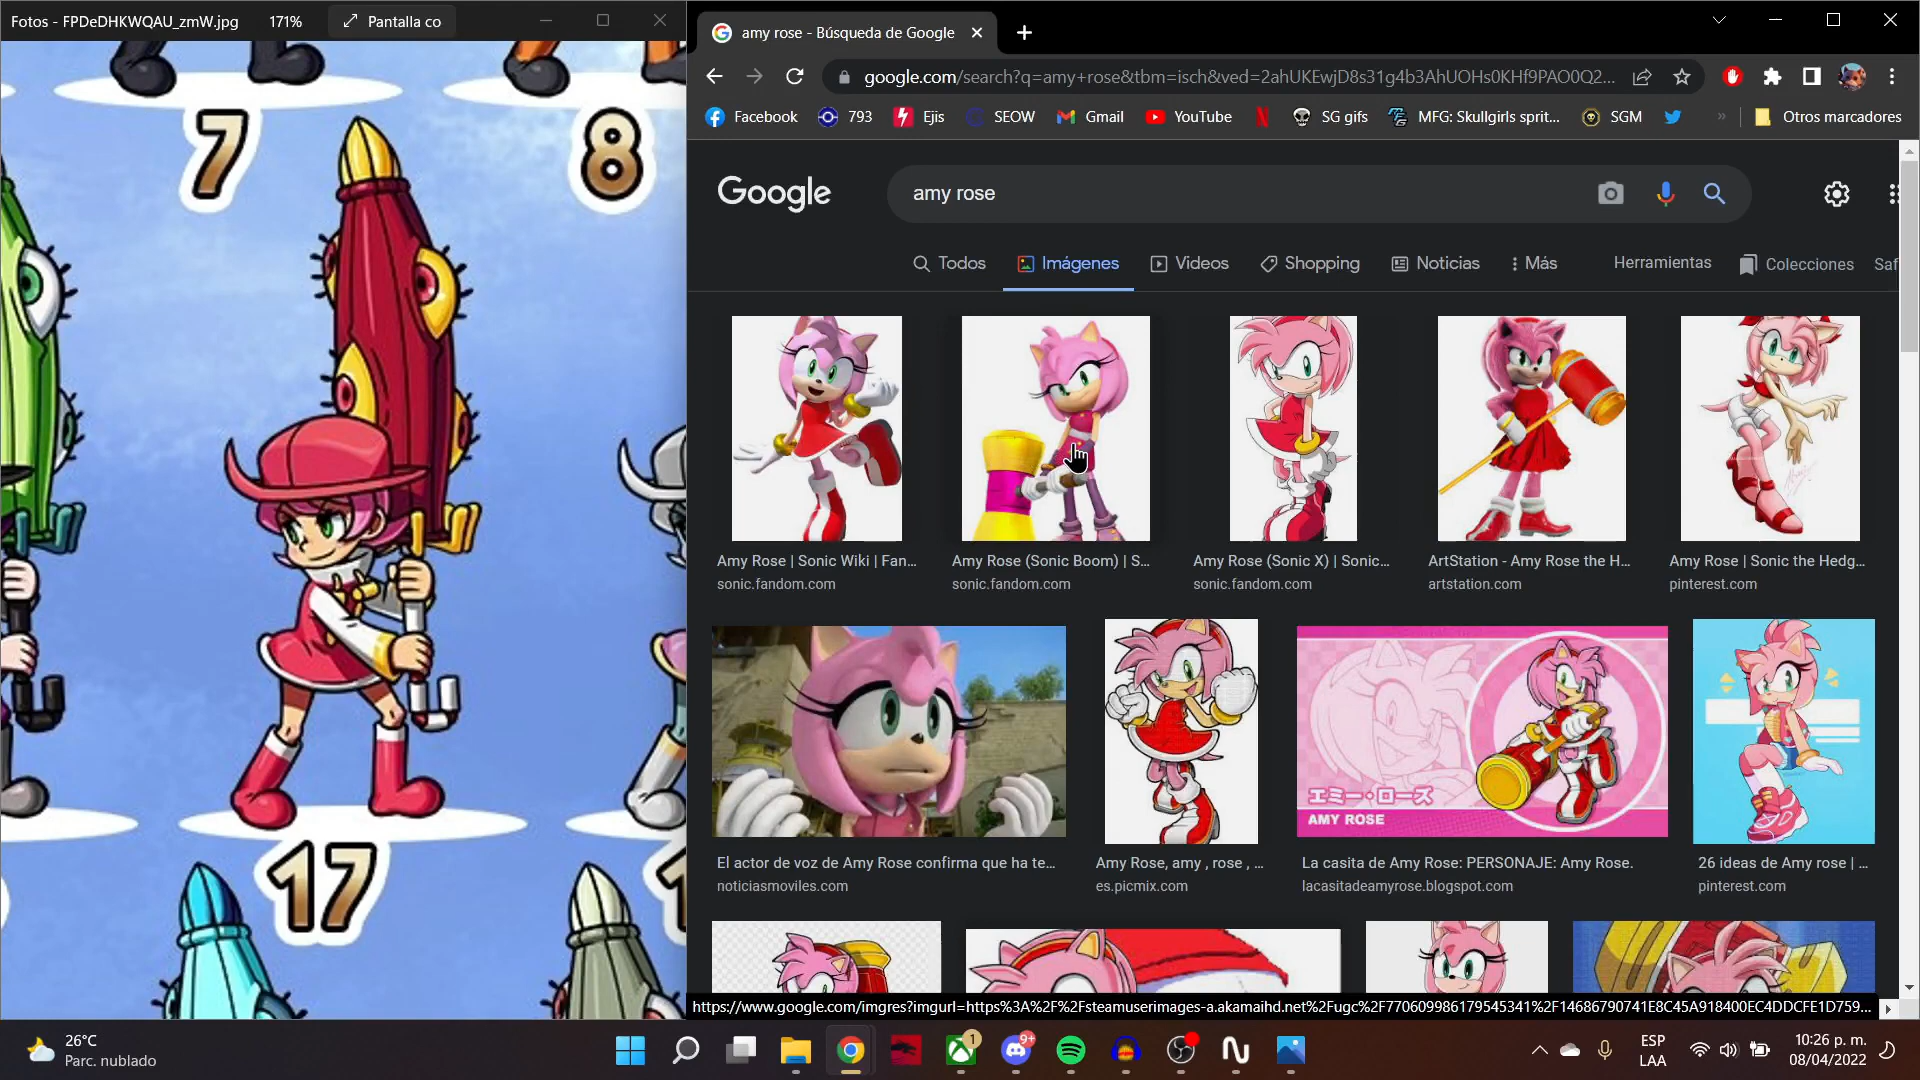 Fotos - FPDeDHKWQAU_zmW.jpg 171% Pantalla co
7
8
17
amy rose - Búsqueda de Google
google.com/search?q=amy+rose&tbm=isch&ved=2ahUKEwjD8s31g4b3AhUOHs0KHf9PAO0Q2...
Facebook 793 Ejis SEOW Gmail YouTube SG gifs MFG: Skullgirls sprit... SGM » Otros marcadores
Google
amy rose
Todos Imágenes Videos Shopping Noticias Más Herramientas Colecciones Saf
Amy Rose | Sonic Wiki | Fan...
sonic.fandom.com
Amy Rose (Sonic Boom) | S...
sonic.fandom.com
Amy Rose (Sonic X) | Sonic...
sonic.fandom.com
ArtStation - Amy Rose the H...
artstation.com
Amy Rose | Sonic the Hedg...
pinterest.com
エミー・ローズ
AMY ROSE
El actor de voz de Amy Rose confirma que ha te...
noticiasmoviles.com
Amy Rose, amy , rose , ...
es.picmix.com
La casita de Amy Rose: PERSONAJE: Amy Rose.
lacasitadeamyrose.blogspot.com
26 ideas de Amy rose | ...
pinterest.com
https://www.google.com/imgres?imgurl=https%3A%2F%2Fsteamuserimages-a.akamaihd.net%2Fugc%2F770609986179545341%2F14686790741E8C45A918400EC4DDCFE1D759...
26°C
Parc. nublado
1
9+
ESP
LAA
10:26 p. m.
08/04/2022